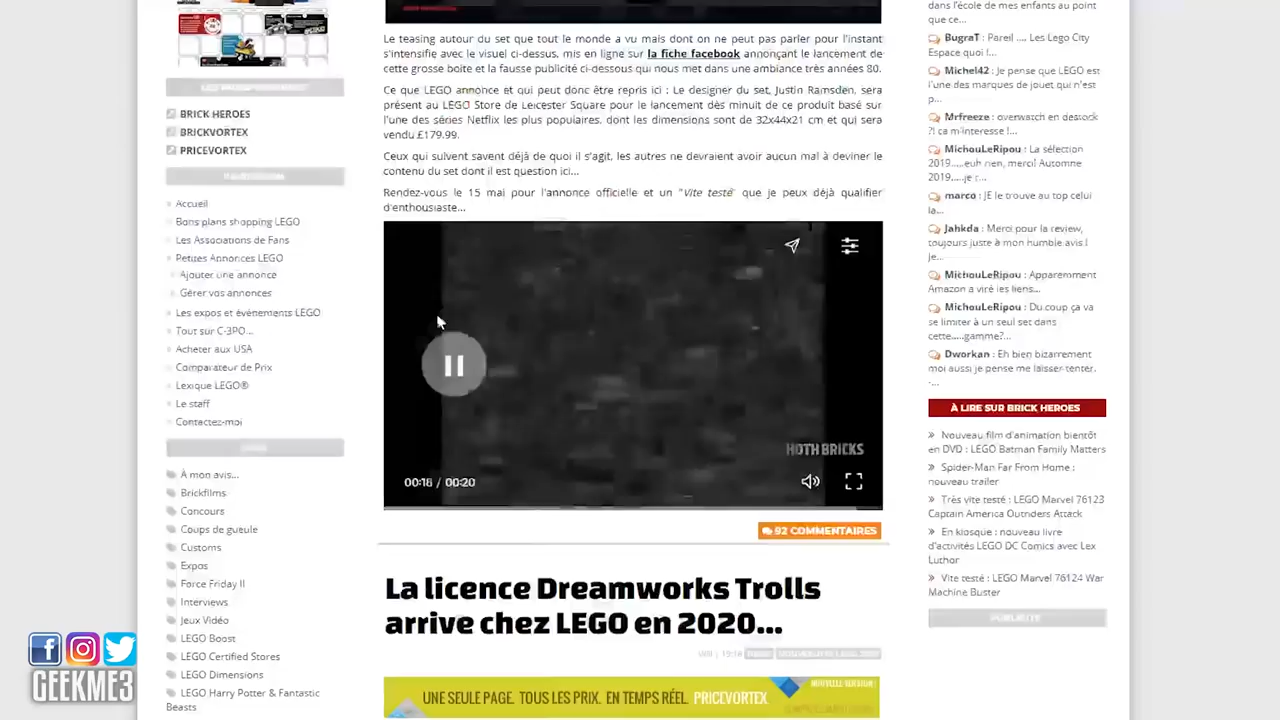 BRICK HEROES
BRICKVORTEX
PRICEVORTEX
Accueil
Bons plans shopping LEGO
Les Associations de Fans
Petites Annonces LEGO
Ajouter une annonce
Gérer vos annonces
Les expos et évènements LEGO
Tout sur C-3PO...
Acheter aux USA
Comparateur de Prix
Lexique LEGO®
Le staff
Contactez-moi
À mon avis...
Brickfilms
Concours
Coups de gueule
Customs
Expos
Force Friday II
Interviews
Jeux Vidéo
LEGO Boost
LEGO Certified Stores
LEGO Dimensions
LEGO Harry Potter & Fantastic
Beasts
GEEKME3
Le teasing autour du set que tout le monde a vu mais dont on ne peut pas parler pour l'instant
s'intensifie avec le visuel ci-dessus, mis en ligne sur la fiche facebook annonçant le lancement de
cette grosse boite et la fausse publicité ci-dessous qui nous met dans une ambiance très années 80.
Ce que LEGO annonce et qui peut donc être repris ici : Le designer du set, Justin Ramsden, sera
présent au LEGO Store de Leicester Square pour le lancement dès minuit de ce produit basé sur
l'une des séries Netflix les plus populaires, dont les dimensions sont de 32x44x21 cm et qui sera
vendu £179.99.
Ceux qui suivent savent déjà de quoi il s'agit, les autres ne devraient avoir aucun mal à deviner le
contenu du set dont il est question ici...
Rendez-vous le 15 mai pour l'annonce officielle et un "Vite testé" que je peux déjà qualifier
d'enthousiaste...
HOTH BRICKS
00:18 / 00:20
92 COMMENTAIRES
La licence Dreamworks Trolls
arrive chez LEGO en 2020...
NOUVELLE VERSION !
UNE SEULE PAGE. TOUS LES PRIX. EN TEMPS RÉEL. PRICEVORTEX
dans l'école de mes enfants au point
que ce...
BugraT : Pareil .... Les Lego City
Espace quoi !...
Michel42 : Je pense que LEGO est
l'une des marques de jouet qui n'est
p...
Mrfreeze : overwatch en destock
?! ca m'interesse !...
MichouLeRipou : La sélection
2019.....euh rien, merci! Automne
2019.....je r...
marco : JE le trouve au top celui
la...
Jahkda : Merci pour la review,
toujours juste à mon humble avis !
Je...
MichouLeRipou : Apparemment
Amazon a viré les liens...
MichouLeRipou : Du coup ça va
se limiter à un seul set dans
cette.....gamme?...
Dworkan : Eh bien bizarrement
moi aussi je pense me laisser tenter.
...
À LIRE SUR BRICK HEROES
Nouveau film d'animation bientôt
en DVD : LEGO Batman Family Matters
Spider-Man Far From Home :
nouveau trailer
Très vite testé : LEGO Marvel 76123
Captain America Outriders Attack
En kiosque : nouveau livre
d'activités LEGO DC Comics avec Lex
Luthor
Vite testé : LEGO Marvel 76124 War
Machine Buster
PUBLICITÉ